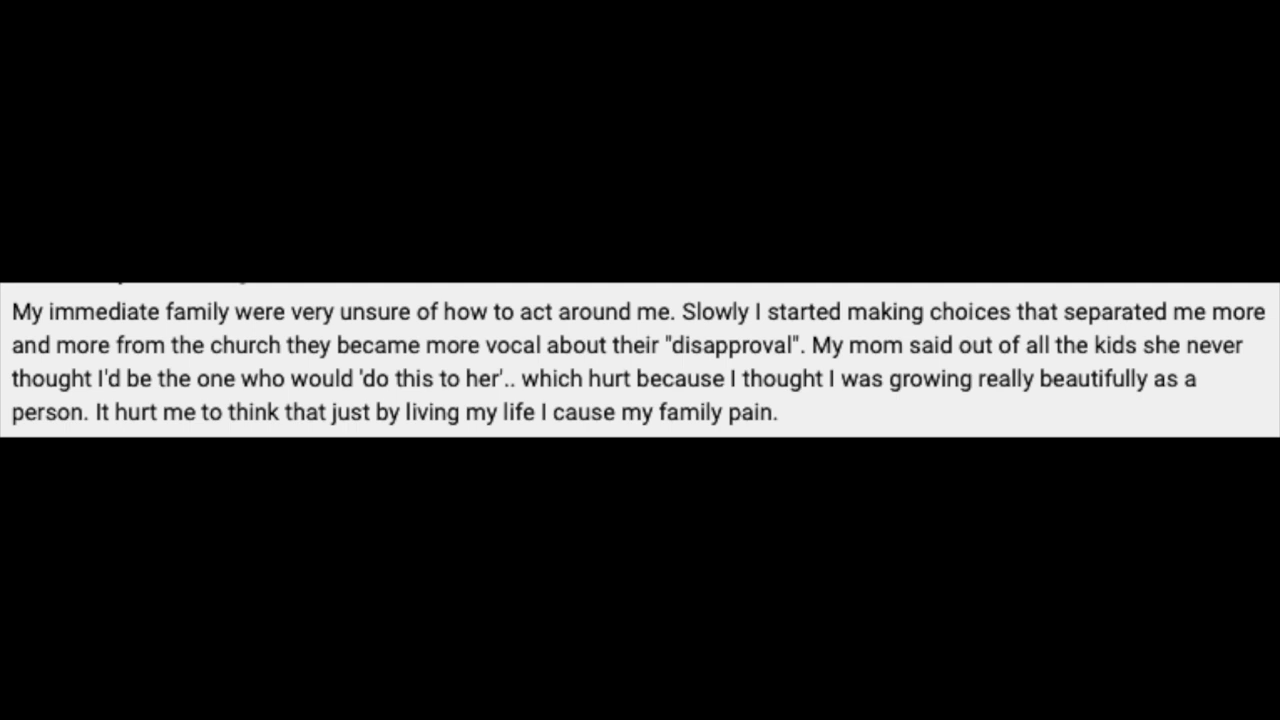 My immediate family were very unsure of how to act around me. Slowly I started making choices that separated me more
and more from the church they became more vocal about their "disapproval". My mom said out of all the kids she never
thought I'd be the one who would 'do this to her'.. which hurt because I thought I was growing really beautifully as a
person. It hurt me to think that just by living my life I cause my family pain.